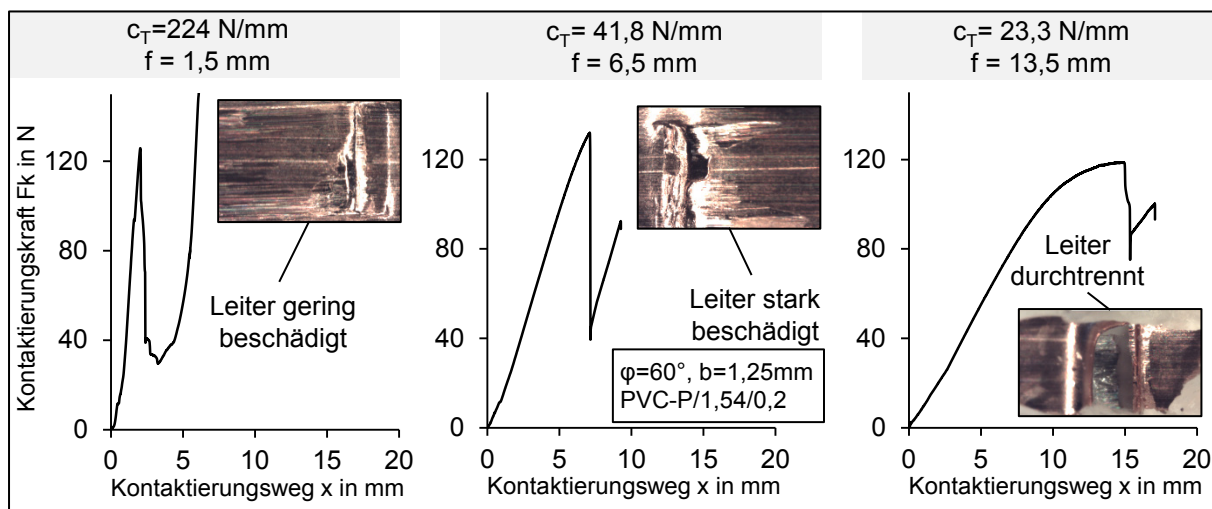 c_T=224 N/mm
f = 1,5 mm
c_T= 41,8 N/mm
f = 6,5 mm
c_T= 23,3 N/mm
f = 13,5 mm
Kontaktierungskraft Fk in N
120
80
40
0
0 5 10 15 20
Kontaktierungsweg x in mm
Leiter gering
beschädigt
120
80
40
0
0 5 10 15 20
Kontaktierungsweg x in mm
Leiter stark
beschädigt
φ=60°, b=1,25mm
PVC-P/1,54/0,2
120
80
40
0
0 5 10 15 20
Kontaktierungsweg x in mm
Leiter
durchtrennt